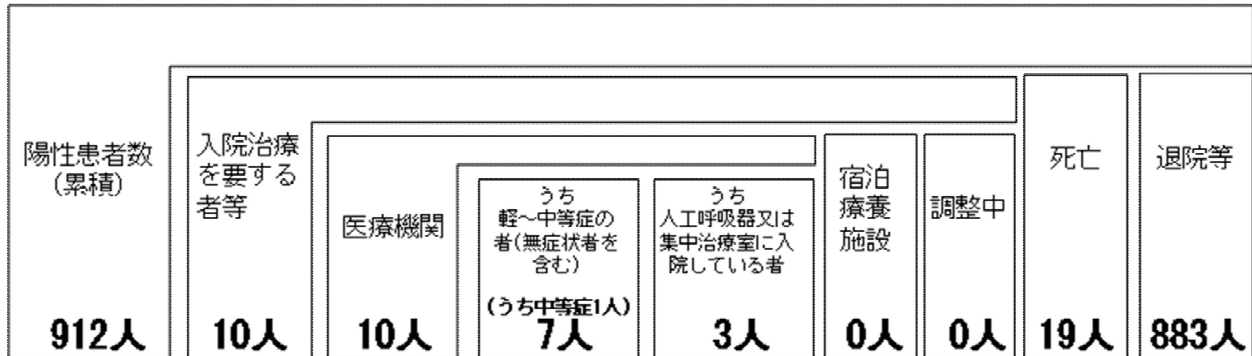 陽性患者数
(累積)
912人
入院治療
を要する
者等
10人
医療機関
10人
うち
軽～中等症の
者(無症状者を
含む)
(うち中等症1人)
7人
うち
人工呼吸器又は
集中治療室に入
院している者
3人
宿泊
療養
施設
0人
調整中
0人
死亡
19人
退院等
883人